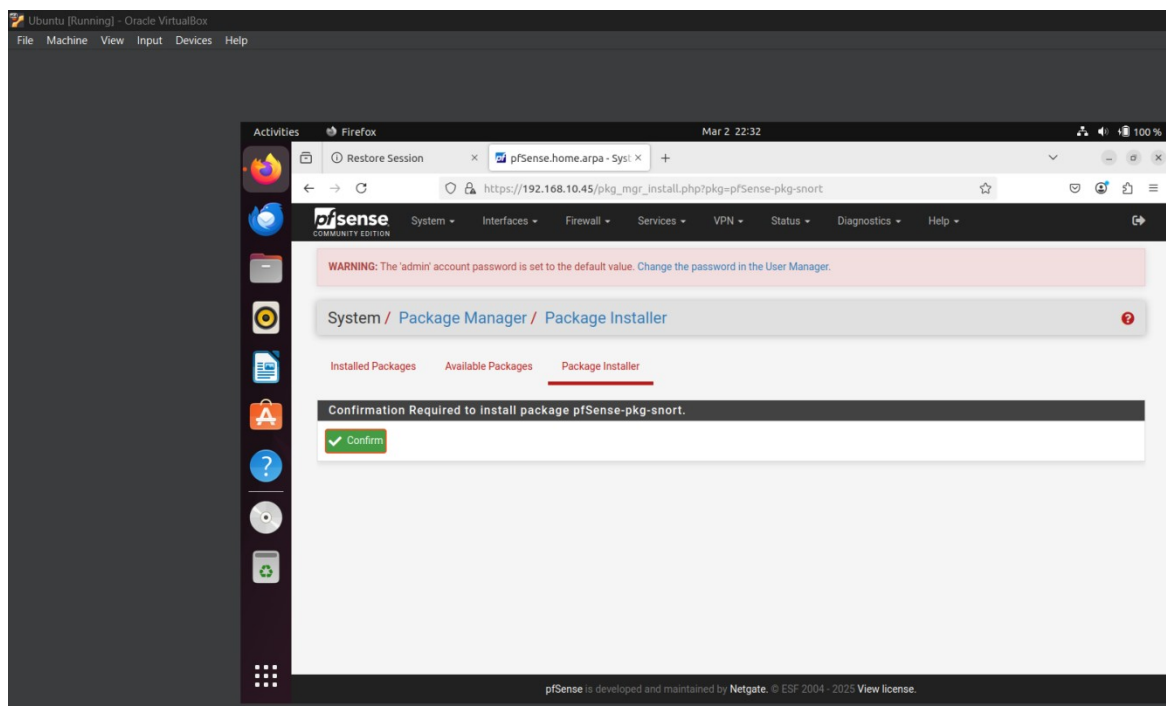 Ubuntu [Running] - Oracle VirtualBox
File Machine View Input Devices Help
Activities Firefox Mar 2 22:32 100 %
Restore Session × pfSense.home.arpa - Syst × +
https://192.168.10.45/pkg_mgr_install.php?pkg=pfSense-pkg-snort
pfsense System Interfaces Firewall Services VPN Status Diagnostics Help
COMMUNITY EDITION
WARNING: The 'admin' account password is set to the default value. Change the password in the User Manager.
System / Package Manager / Package Installer
Installed Packages Available Packages Package Installer
Confirmation Required to install package pfSense-pkg-snort.
Confirm
pfSense is developed and maintained by Netgate. © ESF 2004 - 2025 View license.